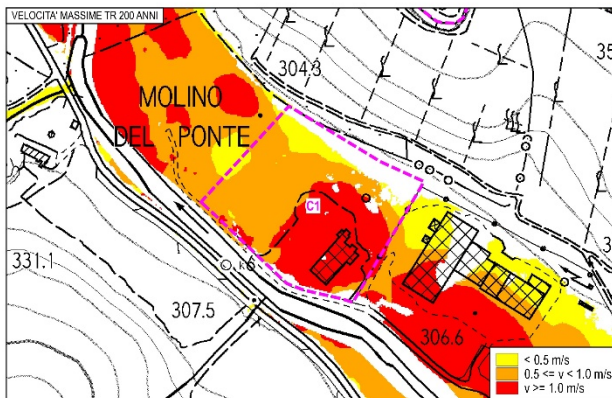 VELOCITA' MASSIME TR 200 ANNI
304.3
35
MOLINO
DEL PONTE
C1
331.1
307.5
306.6
< 0.5 m/s
0.5 <= v < 1.0 m/s
v >= 1.0 m/s